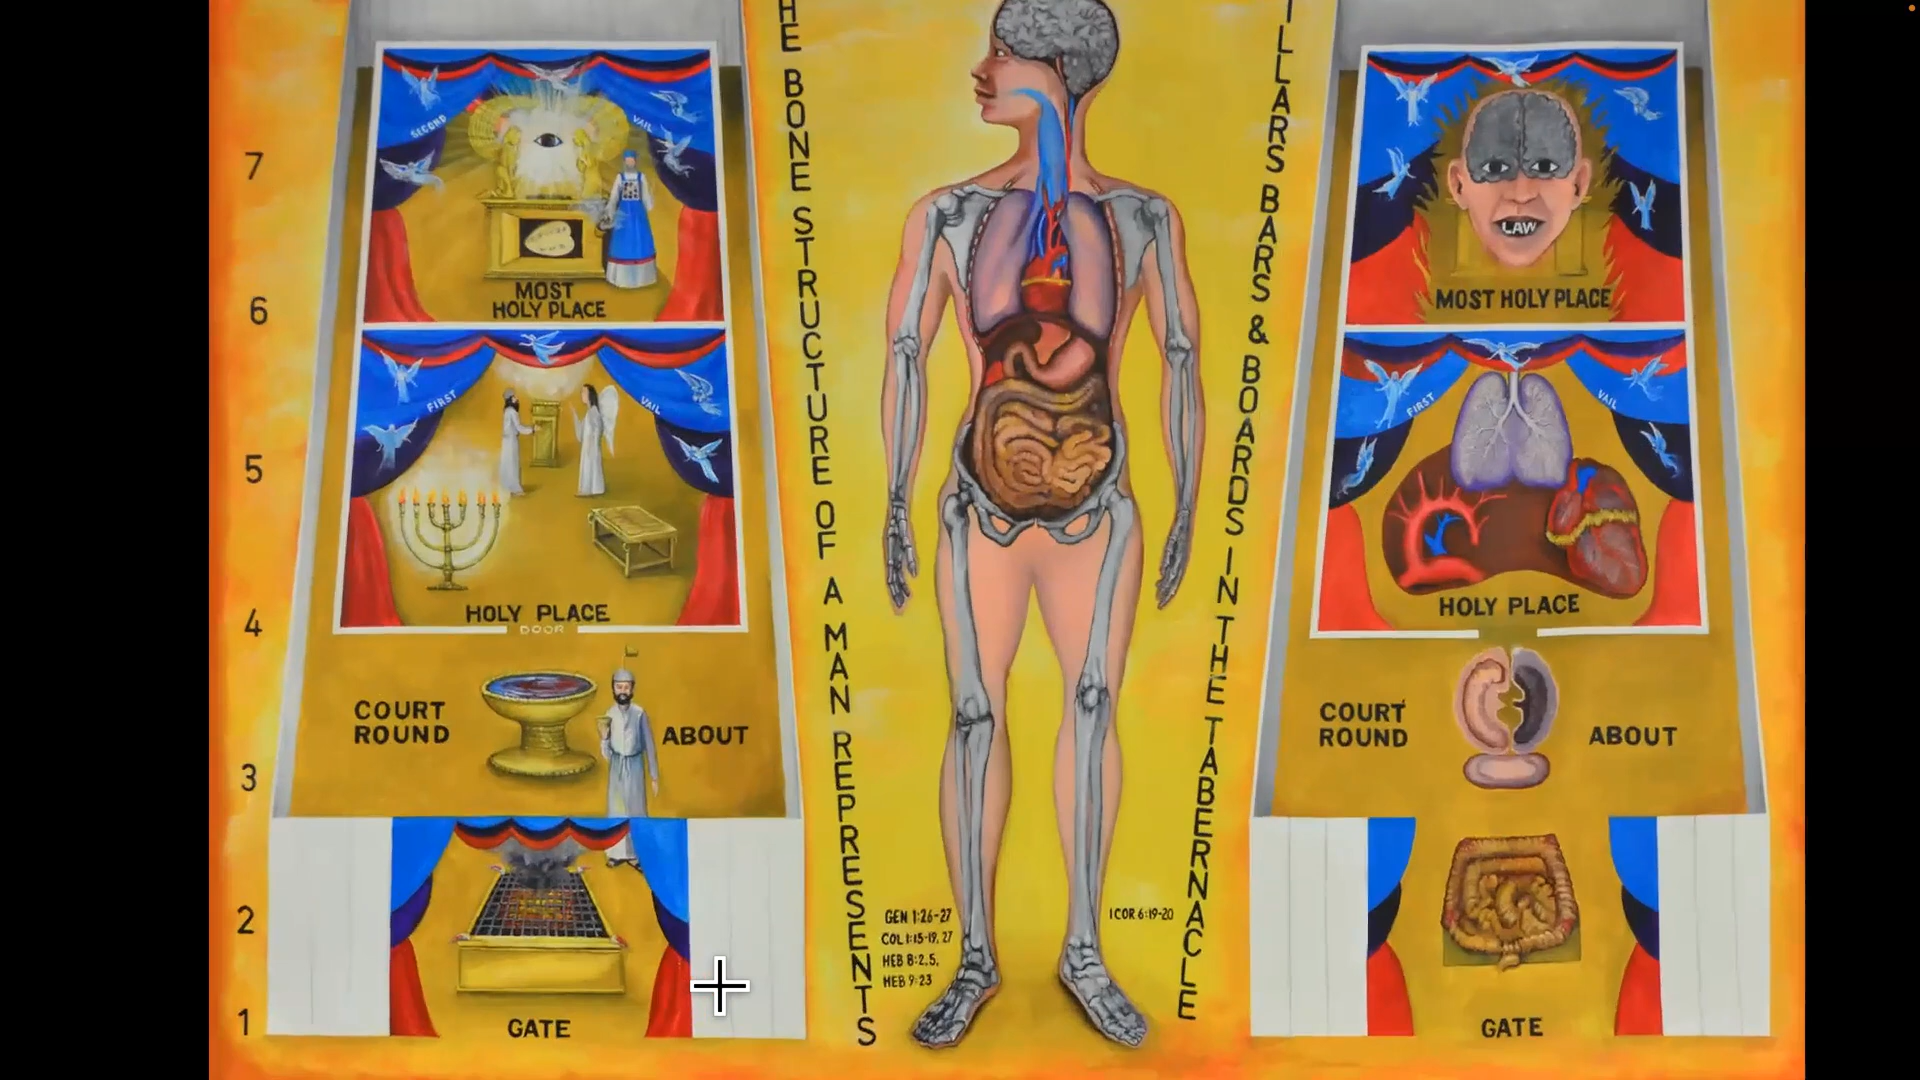 7
6
5
4
3
2
1
SECOND
VAIL
MOST
HOLY PLACE
FIRST
VAIL
HOLY PLACE
DOOR
COURT
ROUND
ABOUT
GATE
HE BONE STRUCTURE OF A MAN REPRESENTS
GEN 1:26-27
COL 1:15-19, 27
HEB 8:2,5,
HEB 9:23
I COR 6:19-20
ILLARS BARS & BOARDS IN THE TABERNACLE
LAW
MOST HOLY PLACE
FIRST
VAIL
HOLY PLACE
COURT
ROUND
ABOUT
GATE